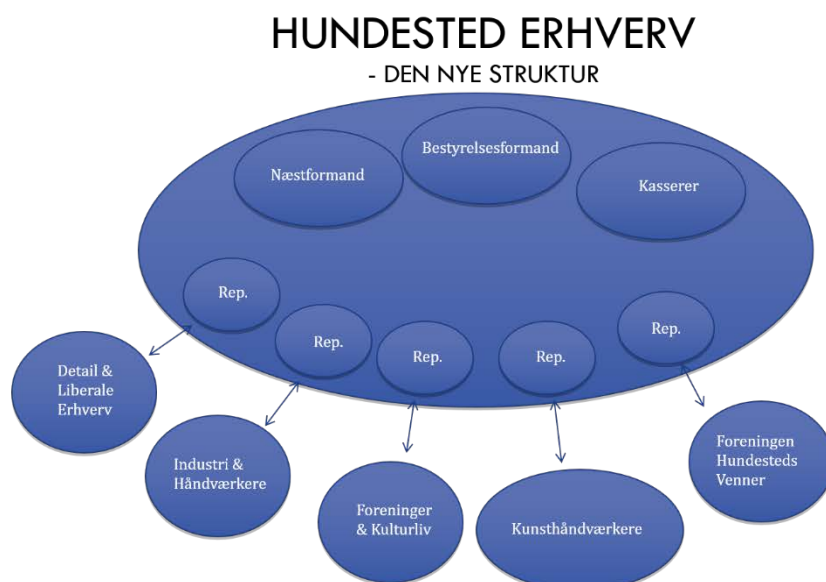 HUNDESTED ERHVERV
- DEN NYE STRUKTUR
Næstformand
Bestyrelsesformand
Kasserer
Rep.
Rep.
Rep.
Rep.
Rep.
Detail &
Liberale
Erhverv
Industri &
Håndværkere
Foreninger
& Kulturliv
Kunsthåndværkere
Foreningen
Hundesteds
Venner